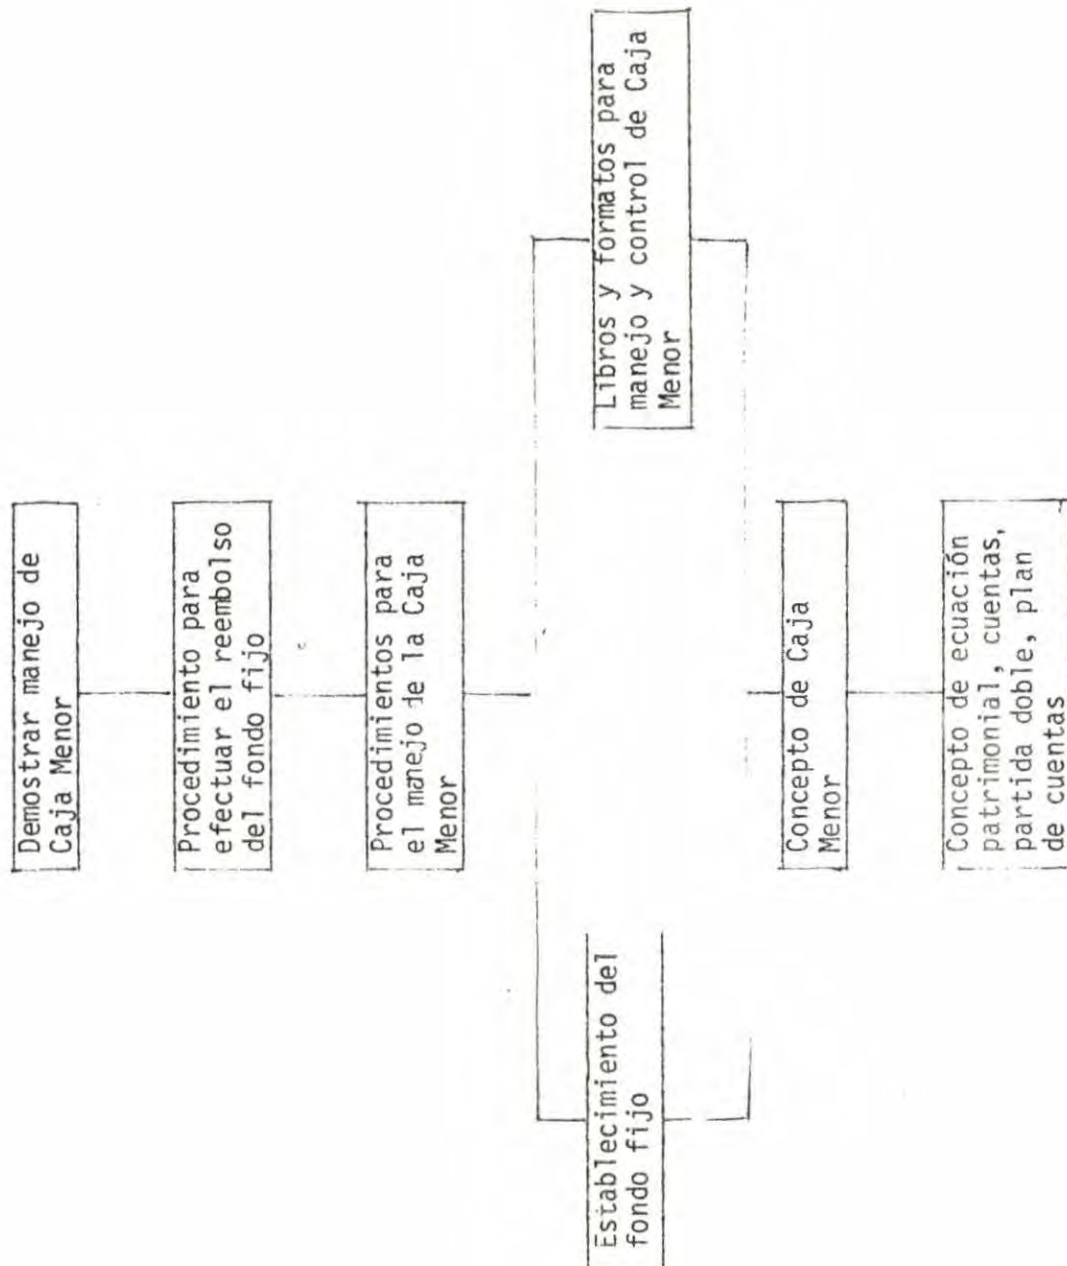 Demostrar manejo de
Caja Menor
Procedimiento para
efectuar el reembolso
del fondo fijo
Procedimientos para
el manejo de la Caja
Menor
Establecimiento del
fondo fijo
Libros y formatos para
manejo y control de Caja
Menor
Concepto de Caja
Menor
Concepto de ecuación
patrimonial, cuentas,
partida doble, plan
de cuentas